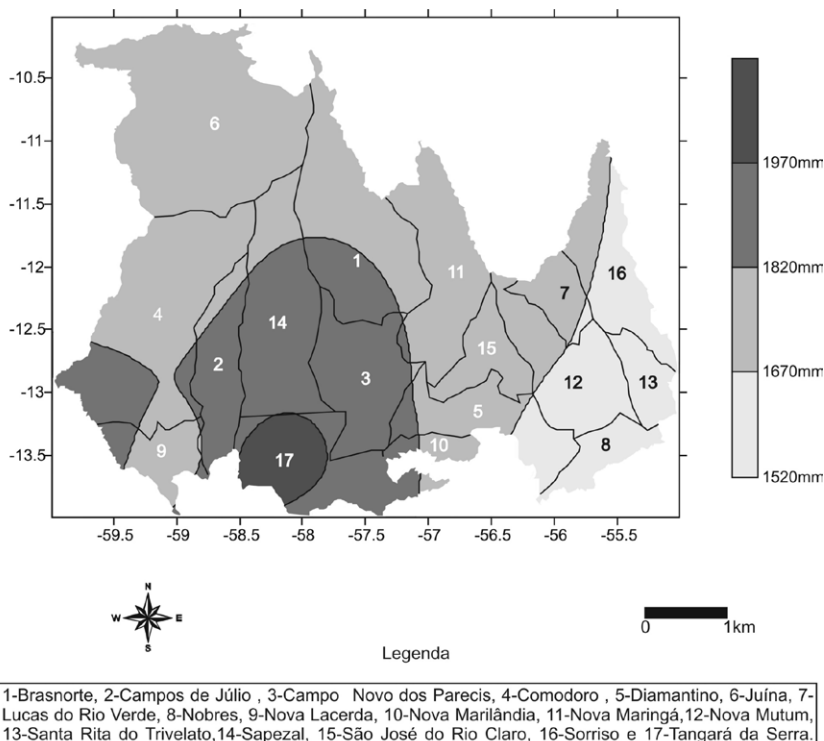 -10.5
-11
-11.5
-12
-12.5
-13
-13.5
-59.5 -59 -58.5 -58 -57.5 -57 -56.5 -56 -55.5
6
1
11
16
4
7
14
15
2
3
12
13
5
9
17
10
8
1970mm
1820mm
1670mm
1520mm
N
W E
S
0 1km
Legenda
1-Brasnorte, 2-Campos de Júlio , 3-Campo Novo dos Parecis, 4-Comodoro , 5-Diamantino, 6-Juína, 7-
Lucas do Rio Verde, 8-Nobres, 9-Nova Lacerda, 10-Nova Marilândia, 11-Nova Maringá,12-Nova Mutum,
13-Santa Rita do Trivelato,14-Sapezal, 15-São José do Rio Claro, 16-Sorriso e 17-Tangará da Serra.